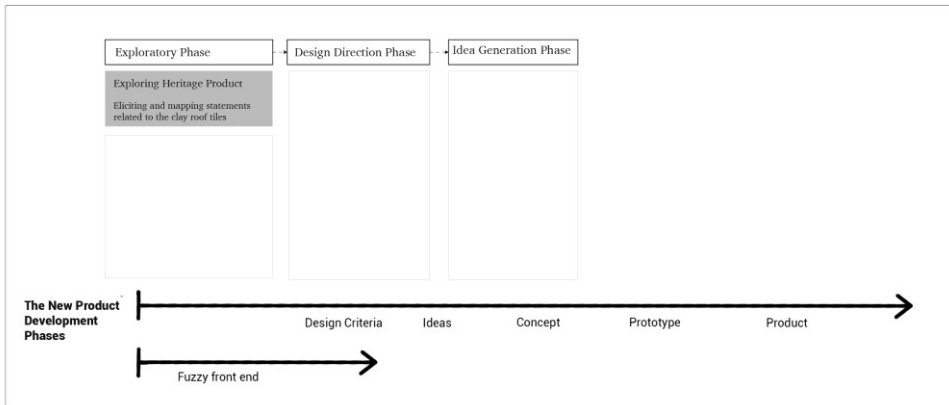 Exploratory Phase
Design Direction Phase
Idea Generation Phase
Exploring Heritage Product
Eliciting and mapping statements
related to the clay roof tiles
The New Product
Development
Phases
Design Criteria
Ideas
Concept
Prototype
Product
Fuzzy front end